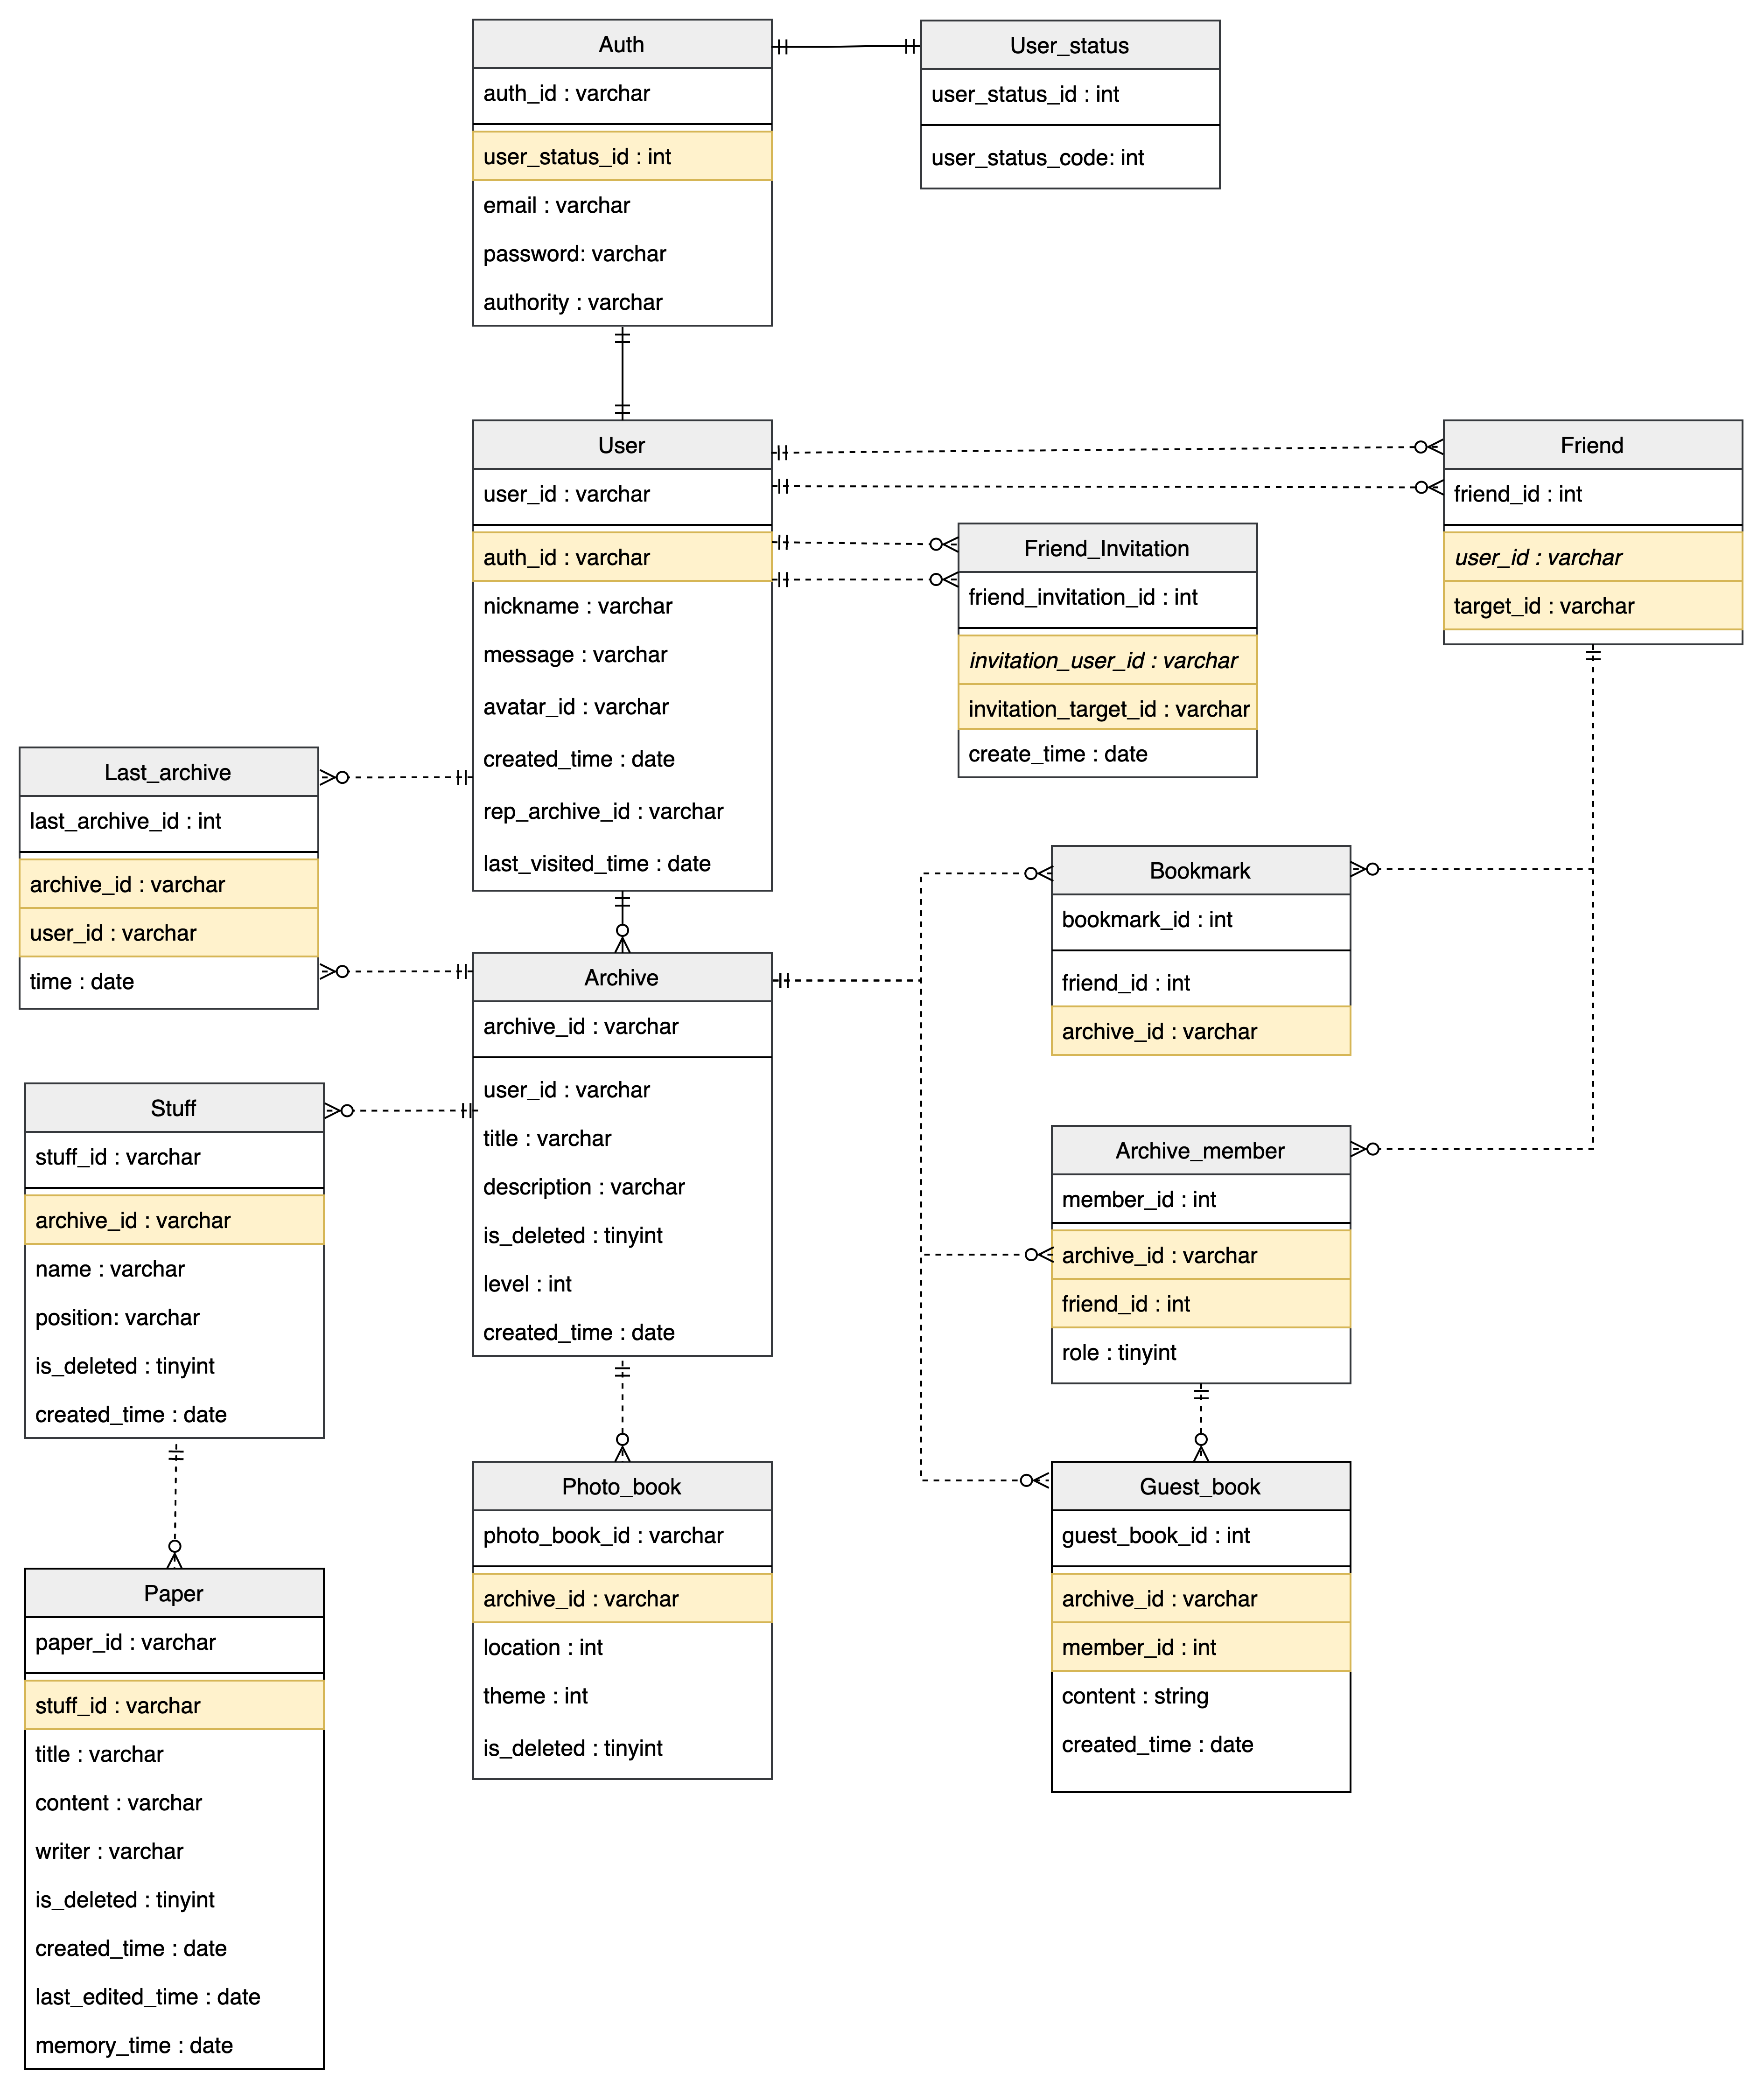 Auth
auth_id : varchar
user_status_id : int
email : varchar
password: varchar
authority : varchar
User_status
user_status_id : int
user_status_code: int
User
user_id : varchar
auth_id : varchar
nickname : varchar
message : varchar
avatar_id : varchar
created_time : date
rep_archive_id : varchar
last_visited_time : date
Friend
friend_id : int
user_id : varchar
target_id : varchar
Friend_Invitation
friend_invitation_id : int
invitation_user_id : varchar
invitation_target_id : varchar
create_time : date
Last_archive
last_archive_id : int
archive_id : varchar
user_id : varchar
time : date
Bookmark
bookmark_id : int
friend_id : int
archive_id : varchar
Archive
archive_id : varchar
user_id : varchar
title : varchar
description : varchar
is_deleted : tinyint
level : int
created_time : date
Stuff
stuff_id : varchar
archive_id : varchar
name : varchar
position: varchar
is_deleted : tinyint
created_time : date
Archive_member
member_id : int
archive_id : varchar
friend_id : int
role : tinyint
Photo_book
photo_book_id : varchar
archive_id : varchar
location : int
theme : int
is_deleted : tinyint
Guest_book
guest_book_id : int
archive_id : varchar
member_id : int
content : string
created_time : date
Paper
paper_id : varchar
stuff_id : varchar
title : varchar
content : varchar
writer : varchar
is_deleted : tinyint
created_time : date
last_edited_time : date
memory_time : date